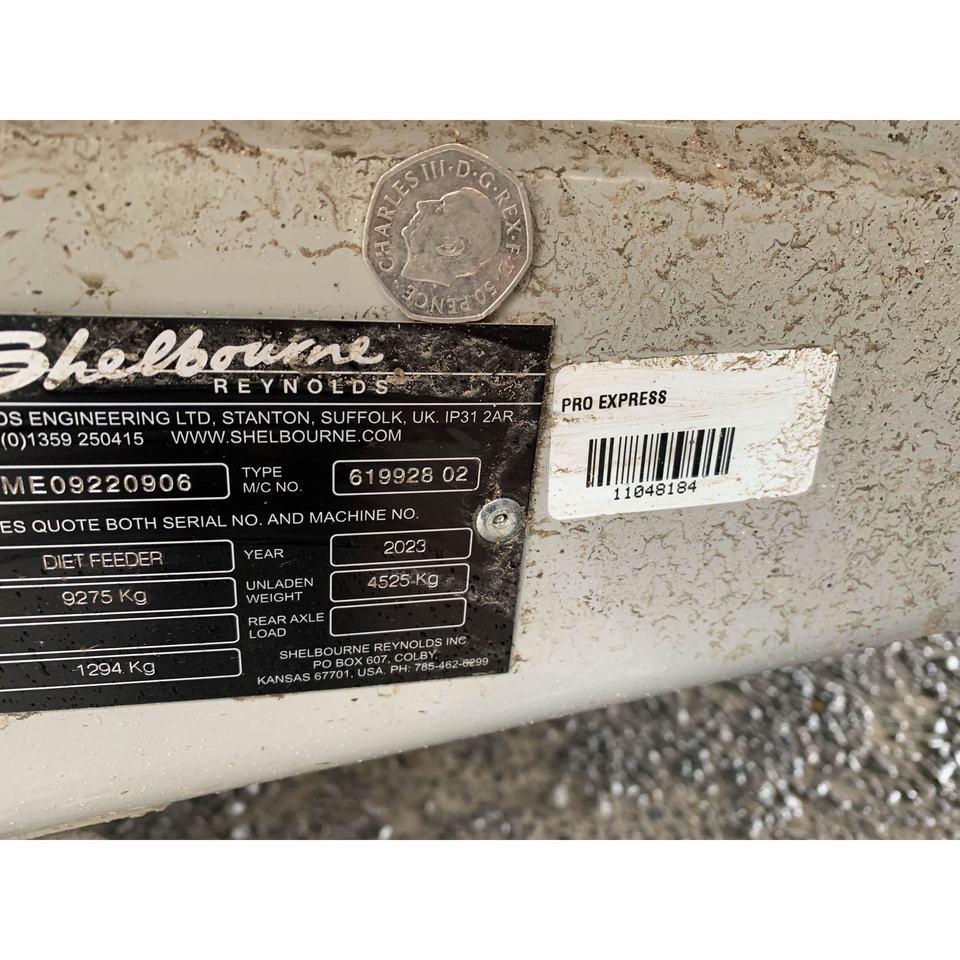 CHARLES III · D · G · REX · F · D · 50 PENCE ·
Shelbourne
REYNOLDS
DS ENGINEERING LTD, STANTON, SUFFOLK, UK. IP31 2AR.
(0)1359 250415 WWW.SHELBOURNE.COM
ME09220906 TYPE M/C NO. 619928 02
ES QUOTE BOTH SERIAL NO. AND MACHINE NO.
DIET FEEDER YEAR 2023
9275 Kg UNLADEN WEIGHT 4525 Kg
REAR AXLE LOAD
1294 Kg
SHELBOURNE REYNOLDS INC.
PO BOX 607, COLBY,
KANSAS 67701, USA. PH: 785-462-6299
PRO EXPRESS
11048184